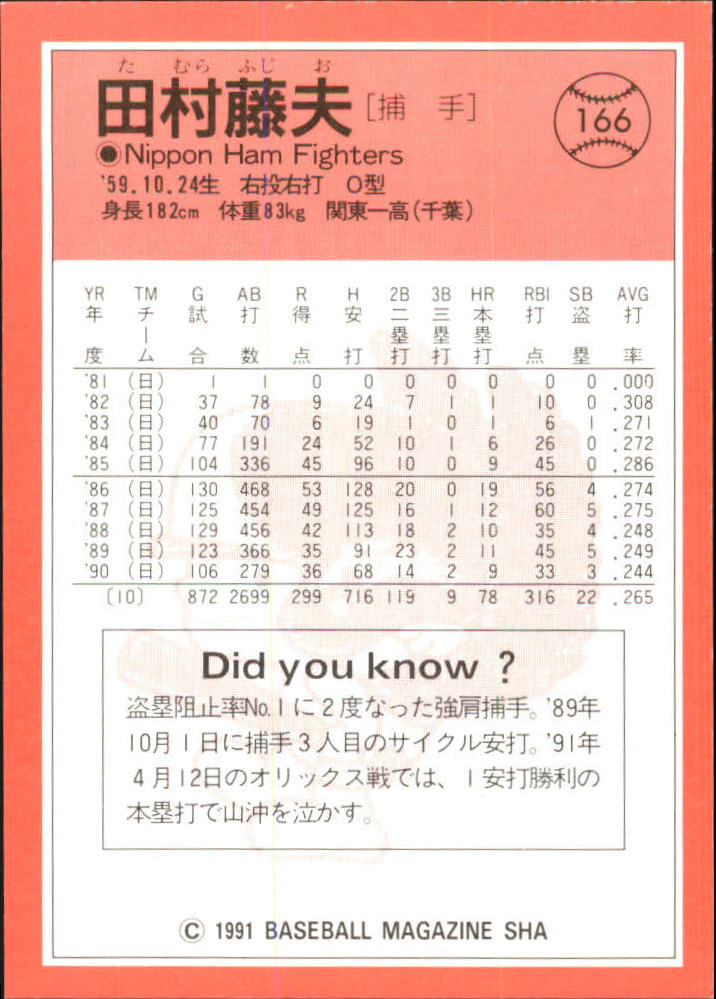 た むら ふじ お
田村藤夫 [捕 手] 166
Nippon Ham Fighters
'59.10.24生 右投右打 O型
身長182cm 体重83kg 関東一高(千葉)
YR TM G AB R H 2B 3B HR RBI SB AVG
年度 チーム 試合 打数 得点 安打 二塁打 三塁打 本塁打 打点 盗塁 打率
'81 (日) 1 1 0 0 0 0 0 0 0 .000
'82 (日) 37 78 9 24 7 1 1 10 0 .308
'83 (日) 40 70 6 19 1 0 1 6 1 .271
'84 (日) 77 191 24 52 10 1 6 26 0 .272
'85 (日) 104 336 45 96 10 0 9 45 0 .286
'86 (日) 130 468 53 128 20 0 19 56 4 .274
'87 (日) 125 454 49 125 16 1 12 60 5 .275
'88 (日) 129 456 42 113 18 2 10 35 4 .248
'89 (日) 123 366 35 91 23 2 11 45 5 .249
'90 (日) 106 279 36 68 14 2 9 33 3 .244
(10) 872 2699 299 716 119 9 78 316 22 .265
Did you know ?
盗塁阻止率No.1に2度なった強肩捕手。'89年
10月1日に捕手3人目のサイクル安打。'91年
4月12日のオリックス戦では、1安打勝利の
本塁打で山沖を泣かす。
© 1991 BASEBALL MAGAZINE SHA